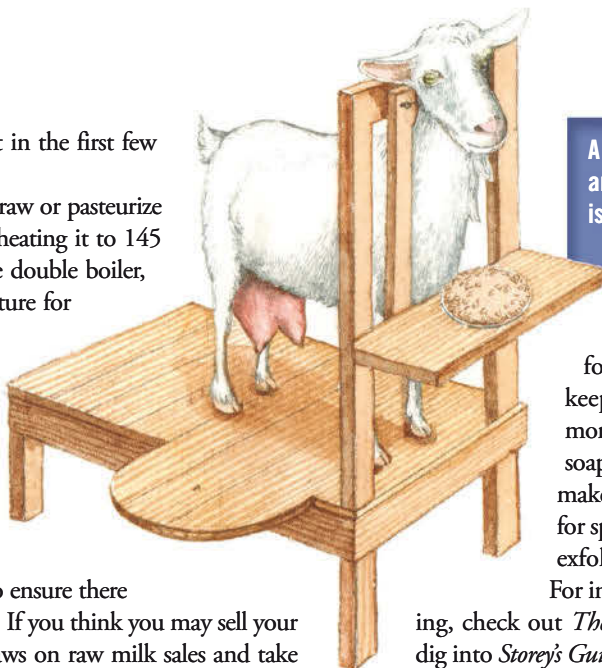 t in the first few
raw or pasteurize
heating it to 145
e double boiler,
ture for
o ensure there
If you think you may sell your
aws on raw milk sales and take
A
ar
is
fo
keep
mor
soap
make
for sp
exfol
For in
ing, check out The
dig into Storey's Gui